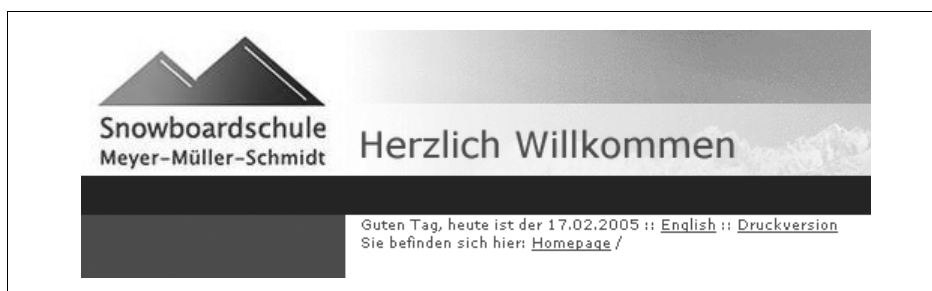 Snowboardschule
Meyer-Müller-Schmidt
Herzlich Willkommen
Guten Tag, heute ist der 17.02.2005 :: English :: Druckversion
Sie befinden sich hier: Homepage /